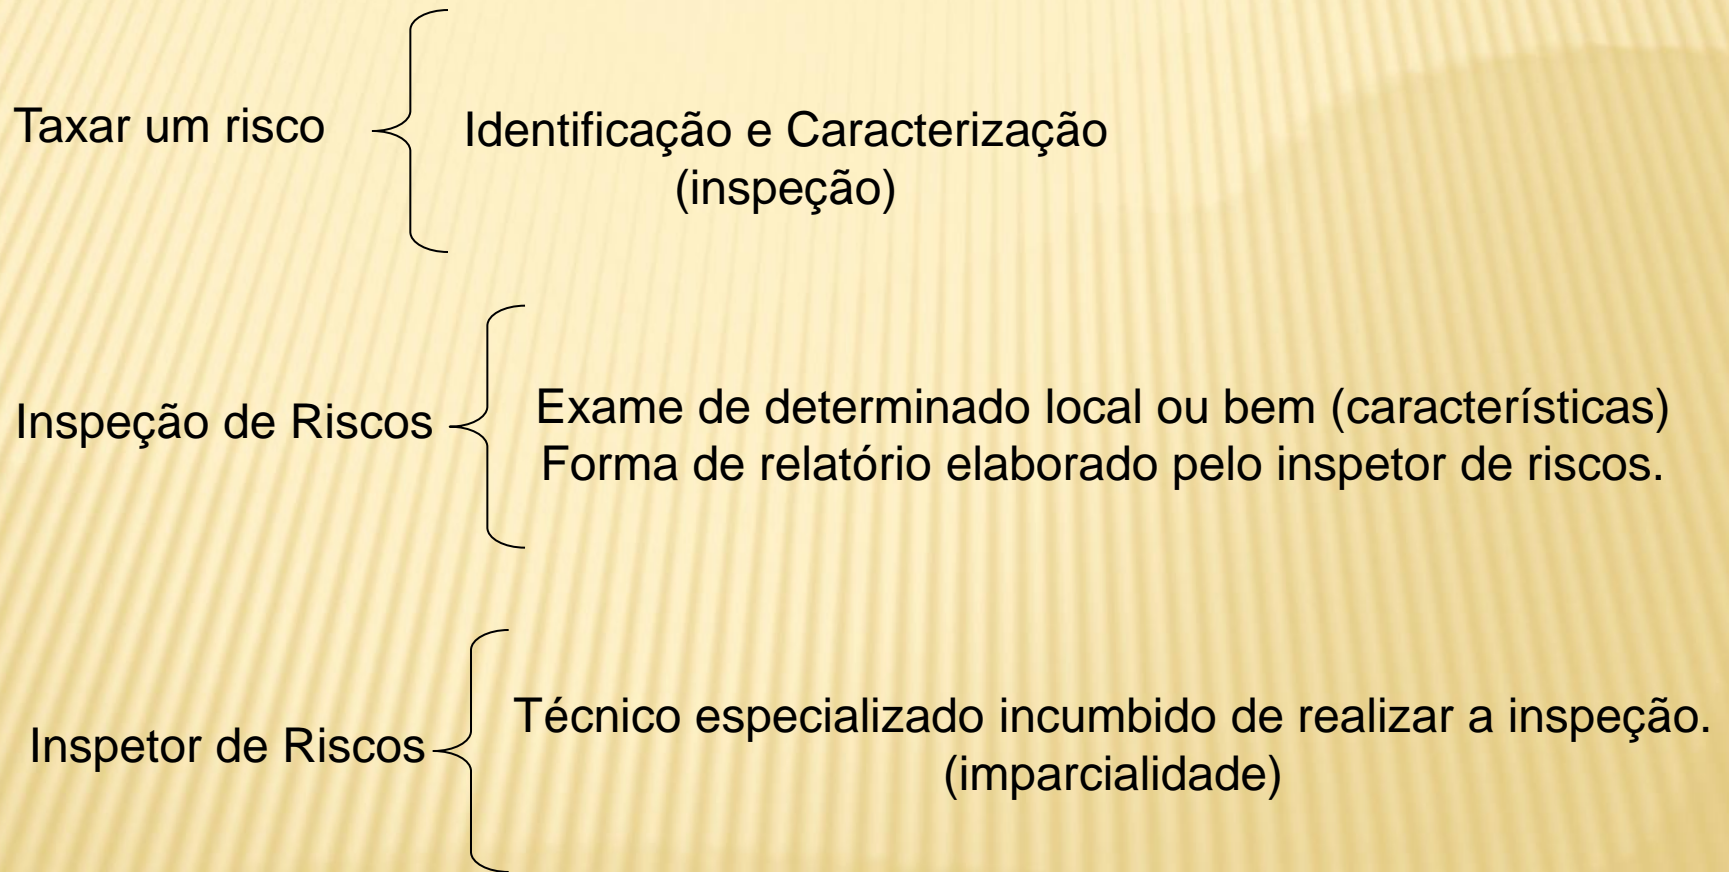 Taxar um risco
Identificação e Caracterização
(inspeção)
Inspeção de Riscos
Exame de determinado local ou bem (características)
Forma de relatório elaborado pelo inspetor de riscos.
Inspetor de Riscos
Técnico especializado incumbido de realizar a inspeção.
(imparcialidade)